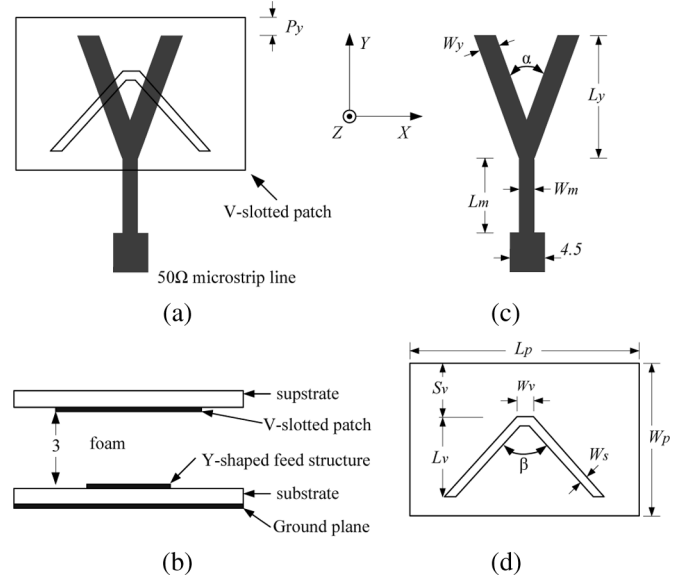 Py
V-slotted patch
50Ω microstrip line
(a)
Y
Z
X
Wy
α
Ly
Lm
Wm
4.5
(c)
supstrate
V-slotted patch
3
foam
Y-shaped feed structure
substrate
Ground plane
(b)
Lp
Sv
Wv
Lv
β
Ws
Wp
(d)